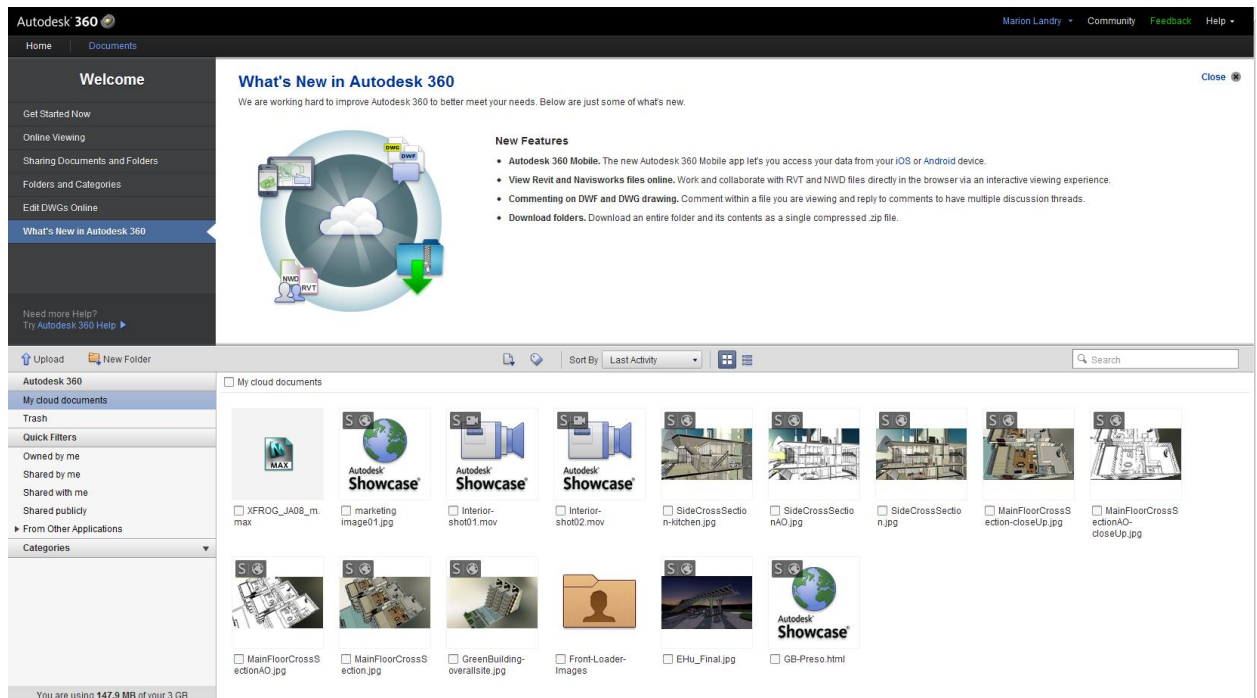 Autodesk® 360
Marion Landry Community Feedback Help
Home Documents
Welcome
Get Started Now
Online Viewing
Sharing Documents and Folders
Folders and Categories
Edit DWGs Online
What's New in Autodesk 360
Need more Help?
Try Autodesk 360 Help
What's New in Autodesk 360
Close
We are working hard to improve Autodesk 360 to better meet your needs. Below are just some of what's new.
DWG
DWF
NWD
RVT
New Features
• Autodesk 360 Mobile. The new Autodesk 360 Mobile app let's you access your data from your iOS or Android device.
• View Revit and Navisworks files online. Work and collaborate with RVT and NWD files directly in the browser via an interactive viewing experience.
• Commenting on DWF and DWG drawing. Comment within a file you are viewing and reply to comments to have multiple discussion threads.
• Download folders. Download an entire folder and its contents as a single compressed .zip file.
Upload New Folder
Sort By Last Activity
Search
Autodesk 360
My cloud documents
Trash
Quick Filters
Owned by me
Shared by me
Shared with me
Shared publicly
From Other Applications
Categories
You are using 147.9 MB of your 3 GB
My cloud documents
MAX
XFROG_JA08_m.
max
S
Autodesk®
Showcase®
marketing
image01.jpg
S
Autodesk®
Showcase®
Interior-
shot01.mov
S
Autodesk®
Showcase®
Interior-
shot02.mov
S
SideCrossSectio
n-kitchen.jpg
S
SideCrossSectio
nAO.jpg
S
SideCrossSectio
n.jpg
S
MainFloorCrossS
ection-closeUp.jpg
S
MainFloorCrossS
ectionAO-
closeUp.jpg
S
MainFloorCrossS
ectionAO.jpg
S
MainFloorCrossS
ection.jpg
S
GreenBuilding-
overallsite.jpg
Front-Loader-
Images
S
EHu_Final.jpg
S
Autodesk®
Showcase®
GB-Preso.html